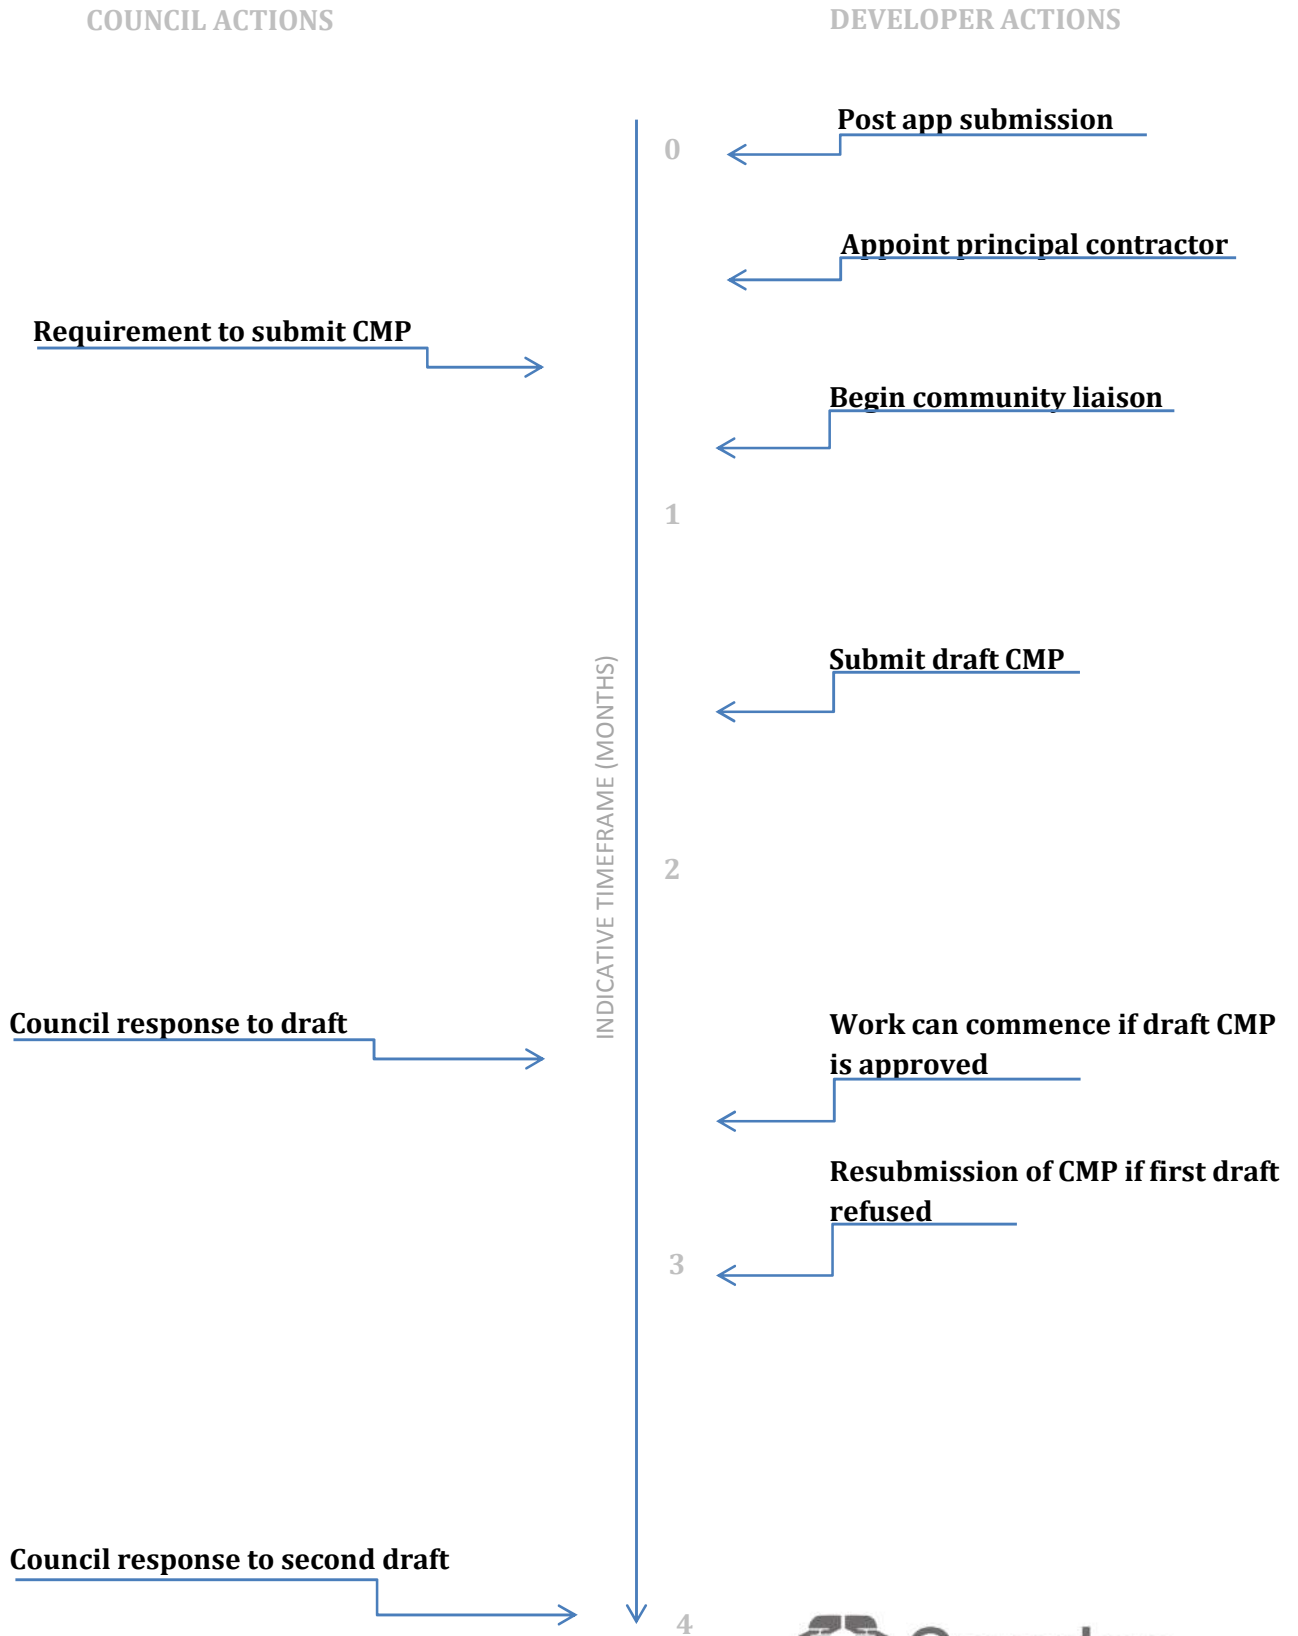 COUNCIL ACTIONS
DEVELOPER ACTIONS
Post app submission
0
Appoint principal contractor
Requirement to submit CMP
Begin community liaison
1
Submit draft CMP
INDICATIVE TIMEFRAME (MONTHS)
2
Council response to draft
Work can commence if draft CMP
is approved
Resubmission of CMP if first draft
refused
3
Council response to second draft
4